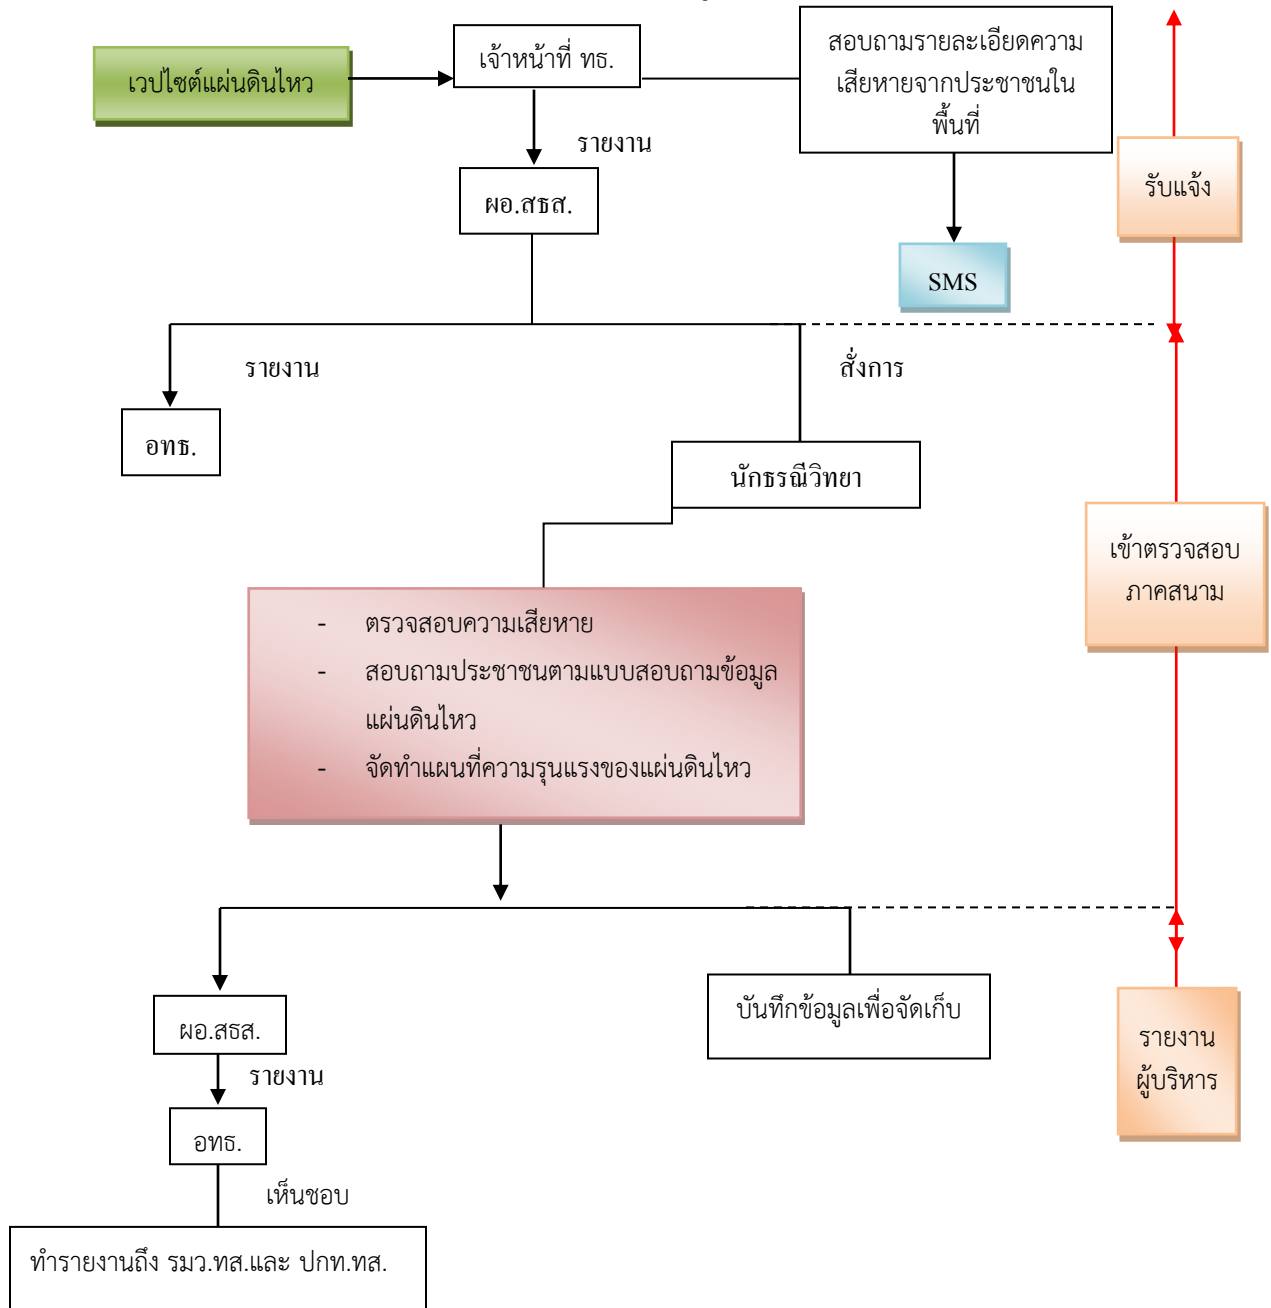 เวปไซต์แผ่นดินไหว
เจ้าหน้าที่ ทธ.
สอบถามรายละเอียดความ
เสียหายจากประชาชนใน
พื้นที่
รายงาน
รับแจ้ง
ผอ.สธส.
SMS
รายงาน
สั่งการ
อทธ.
นักธรณีวิทยา
เข้าตรวจสอบ
ภาคสนาม
- ตรวจสอบความเสียหาย
- สอบถามประชาชนตามแบบสอบถามข้อมูล
แผ่นดินไหว
- จัดทำแผนที่ความรุนแรงของแผ่นดินไหว
ผอ.สธส.
บันทึกข้อมูลเพื่อจัดเก็บ
รายงาน
ผู้บริหาร
รายงาน
อทธ.
เห็นชอบ
ทำรายงานถึง รมว.ทส.และ ปกท.ทส.